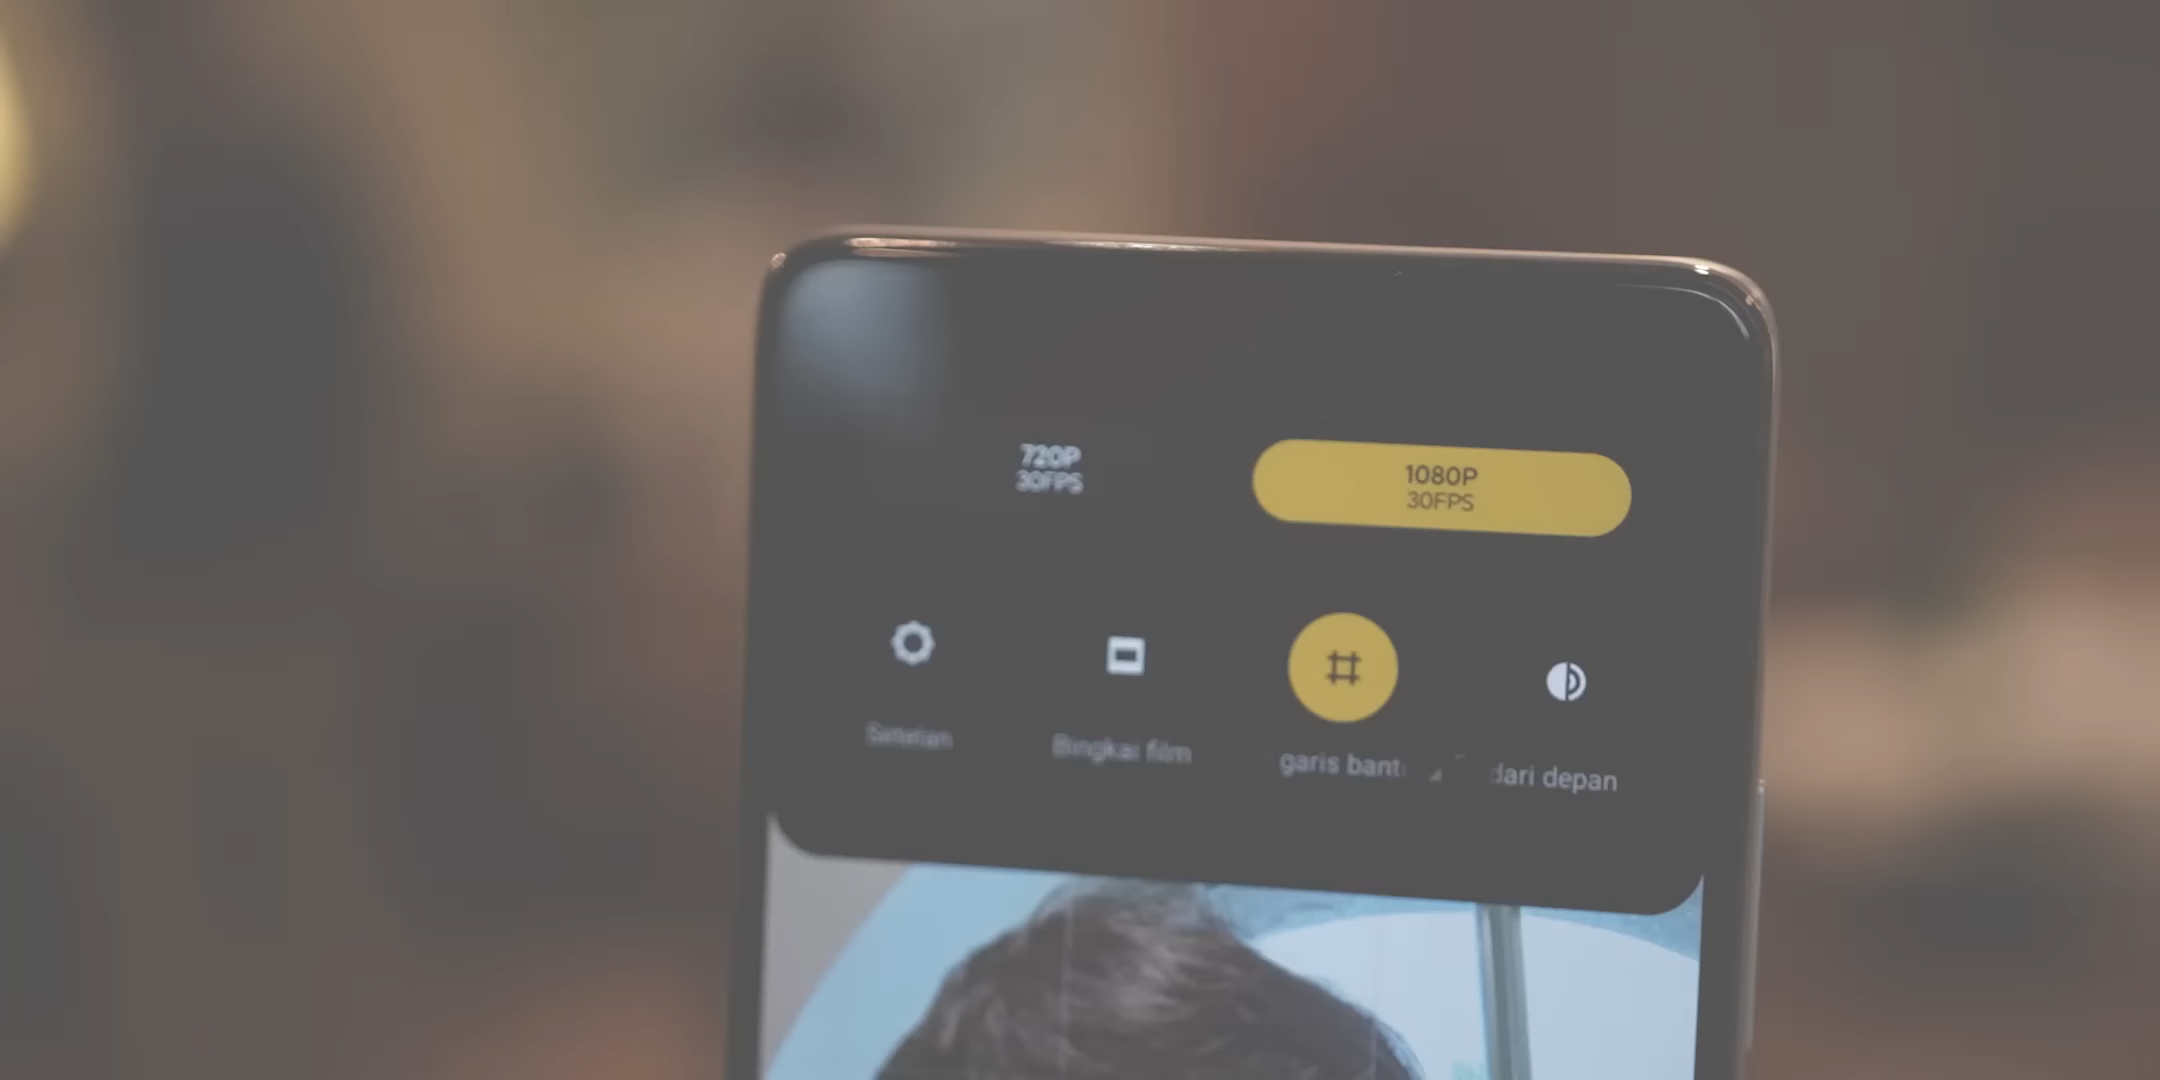 720P
30FPS
1080P
30FPS
Setelan
Bingkai film
garis bant
dari depan